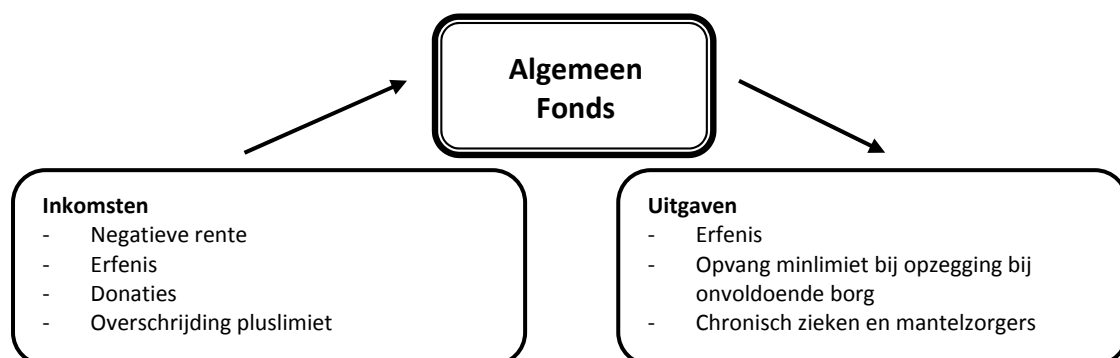 Algemeen
Fonds
Inkomsten
- Negatieve rente
- Erfenis
- Donaties
- Overschrijding pluslimiet
Uitgaven
- Erfenis
- Opvang minlimiet bij opzegging bij
onvoldoende borg
- Chronisch zieken en mantelzorgers